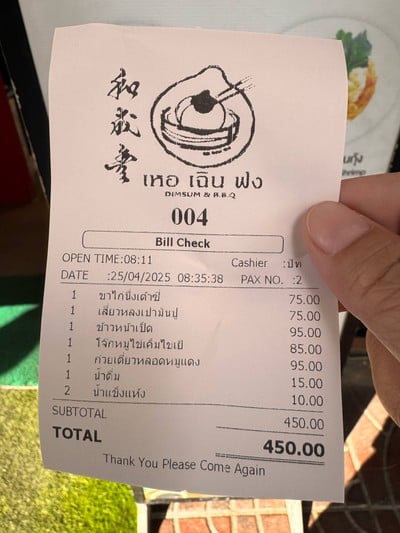 和成豐
เหอ เฉิน ฟง
DIMSUM & B.B.Q
004
Bill Check
OPEN TIME:08:11 Cashier :บัท
DATE :25/04/2025 08:35:38 PAX NO. :2
1 ขาไก่นึ่งเต้าซี่ 75.00
1 เสี่ยวหลงเปามันปู 75.00
1 ข้าวหน้าเป็ด 95.00
1 โจ๊กหมูไข่เค็มไข่เยี่ 85.00
1 ก๋วยเตี๋ยวหลอดหมูแดง 95.00
1 น้ำดื่ม 15.00
2 น้ำแข็งแห้ง 10.00
SUBTOTAL 450.00
TOTAL 450.00
Thank You Please Come Again